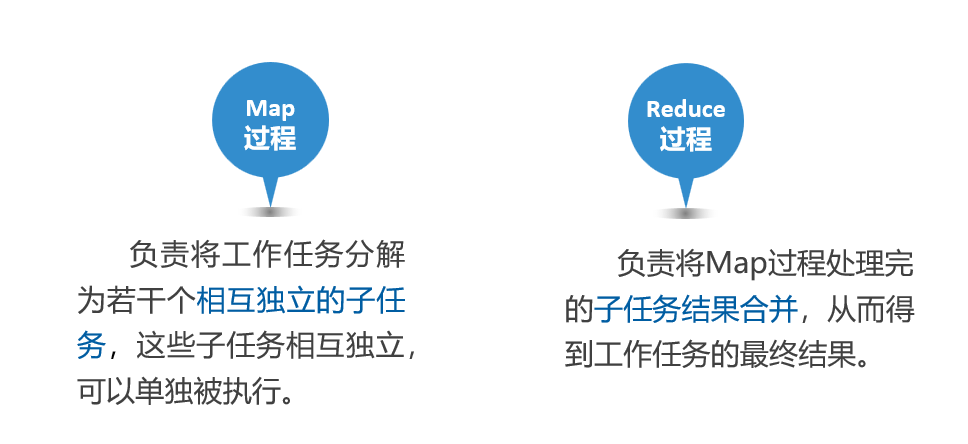 Map
过程
负责将工作任务分解
为若干个相互独立的子任
务，这些子任务相互独立，
可以单独被执行。
Reduce
过程
负责将Map过程处理完
的子任务结果合并，从而得
到工作任务的最终结果。